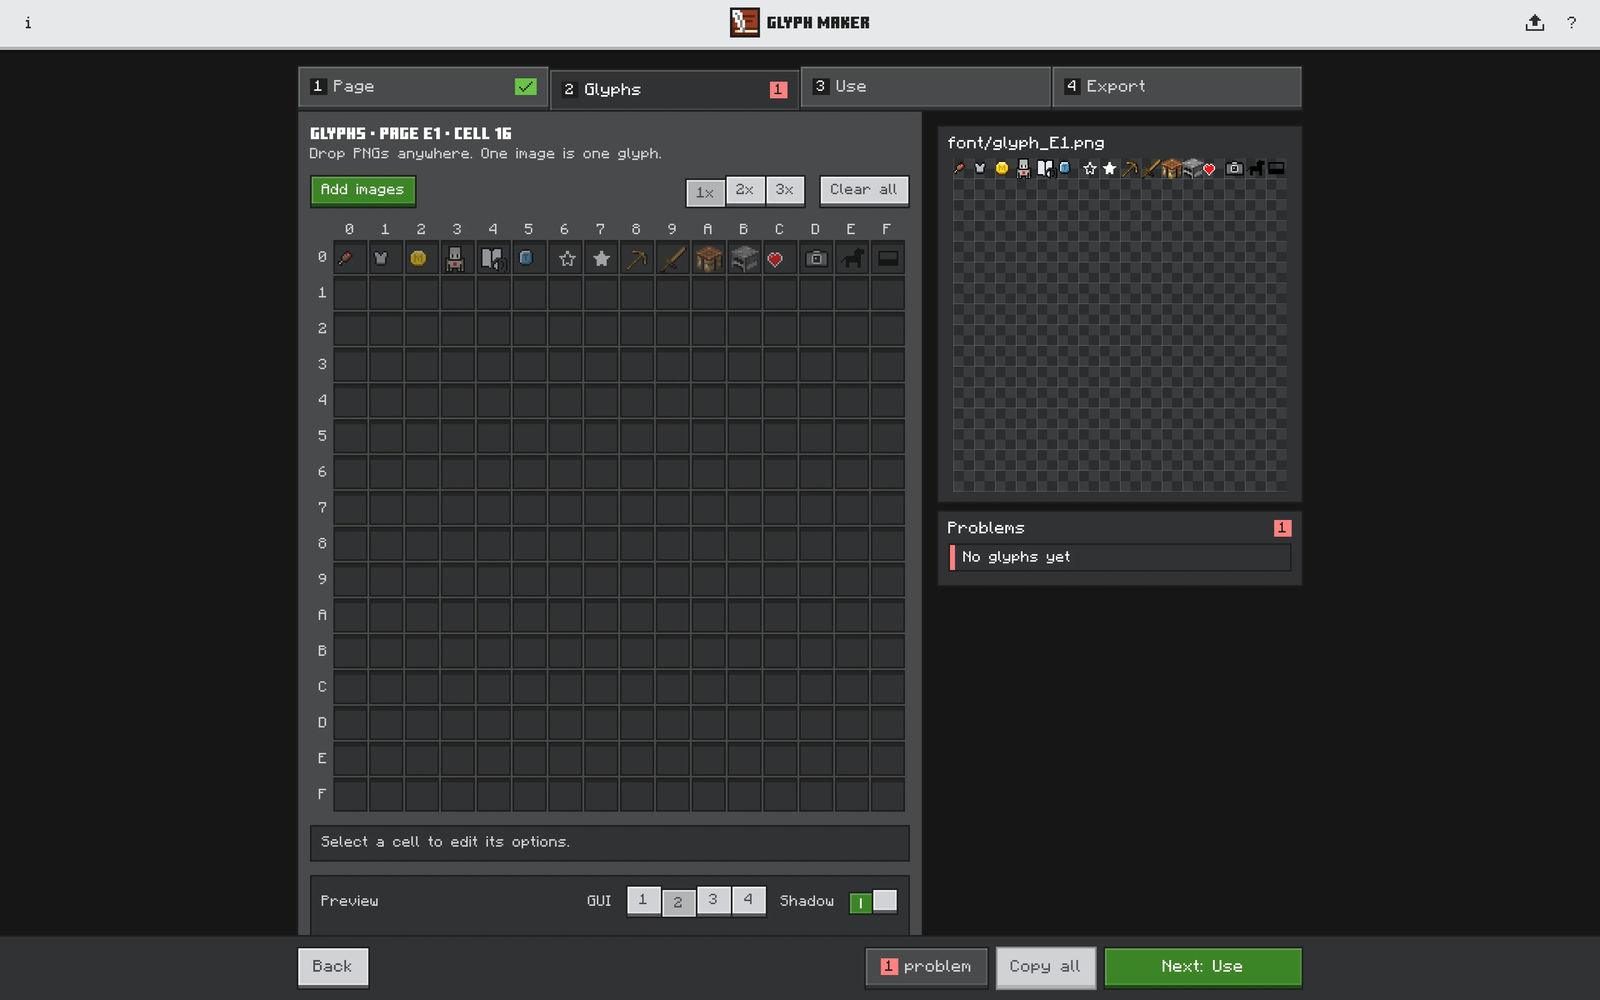 i
GLYPH MAKER
?
1 Page
2 Glyphs 1
3 Use
4 Export
GLYPHS · PAGE E1 · CELL 16
Drop PNGs anywhere. One image is one glyph.
Add images
1x 2x 3x
Clear all
0 1 2 3 4 5 6 7 8 9 A B C D E F
0
1
2
3
4
5
6
7
8
9
A
B
C
D
E
F
Select a cell to edit its options.
Preview
GUI 1 2 3 4
Shadow
font/glyph_E1.png
Problems 1
No glyphs yet
Back
1 problem
Copy all
Next: Use